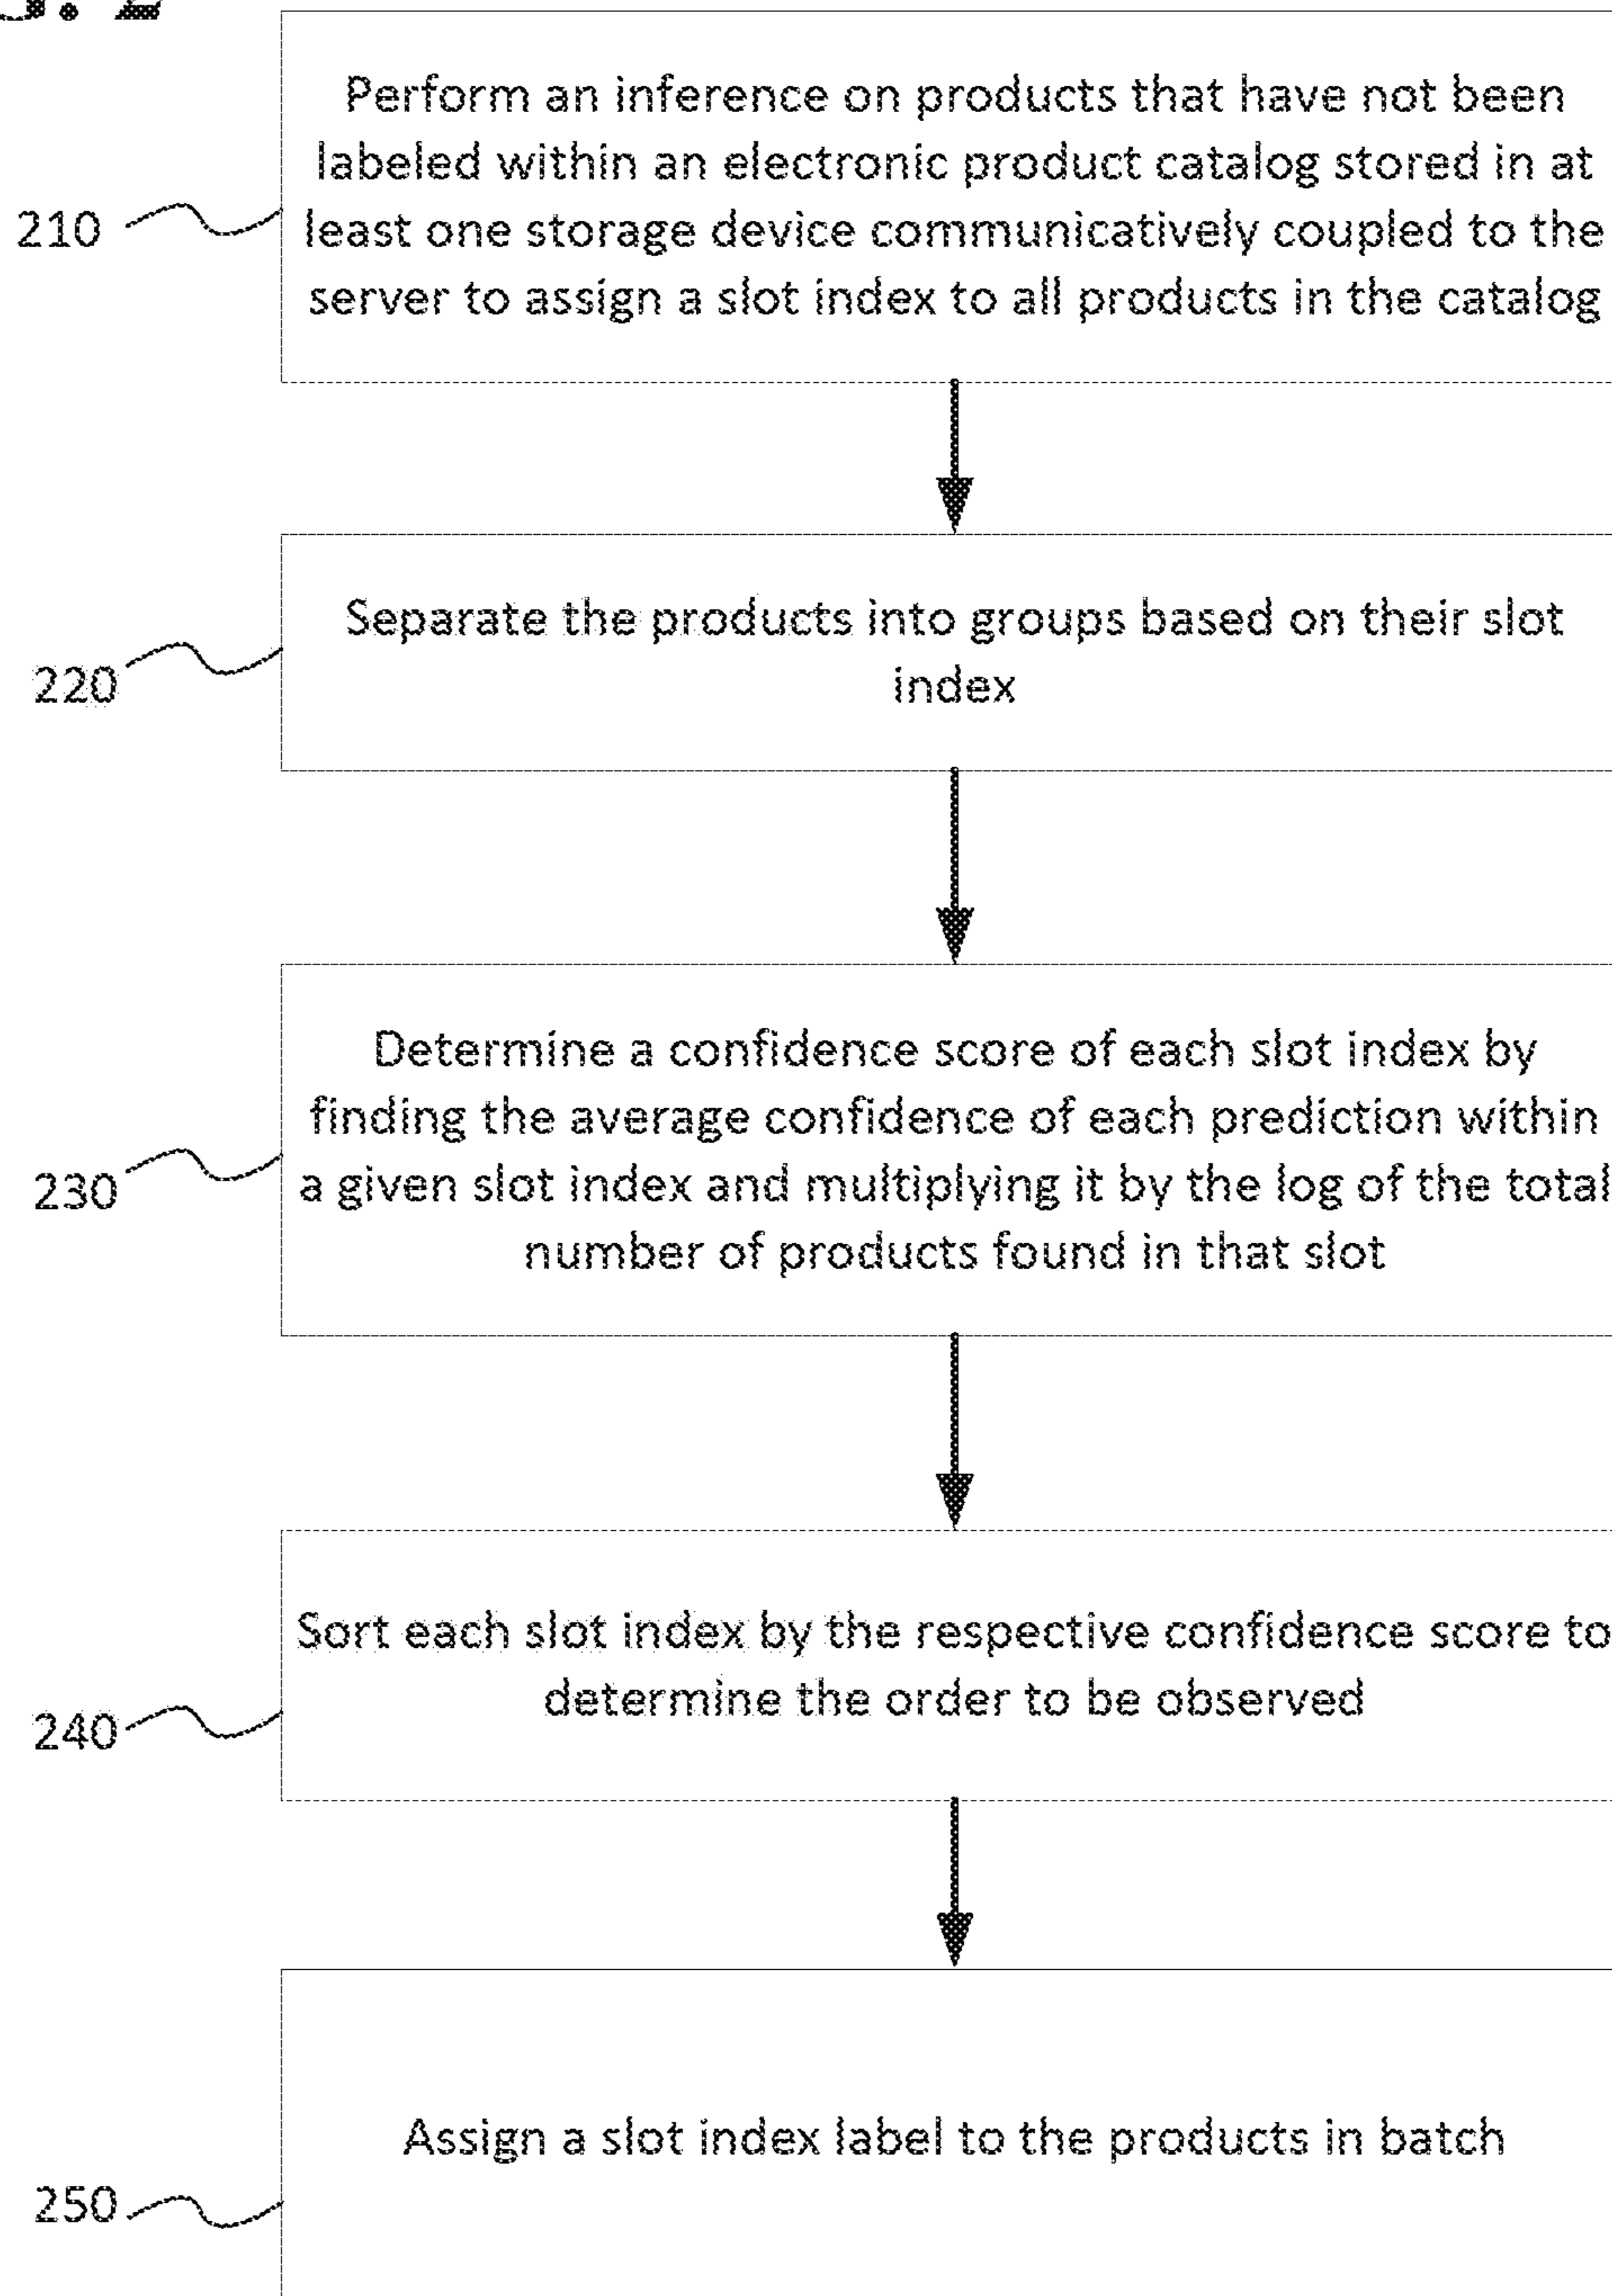 Perform an inference on products that have not been
labeled within an electronic product catalog stored in at
least one storage device communicatively coupled to the
server to assign a slot index to all products in the catalog
210
Separate the products into groups based on their slot
index
220
Determine a confidence score of each slot index by
finding the average confidence of each prediction within
a given slot index and multiplying it by the log of the total
number of products found in that slot
230
Sort each slot index by the respective confidence score to
determine the order to be observed
240
Assign a slot index label to the products in batch
250